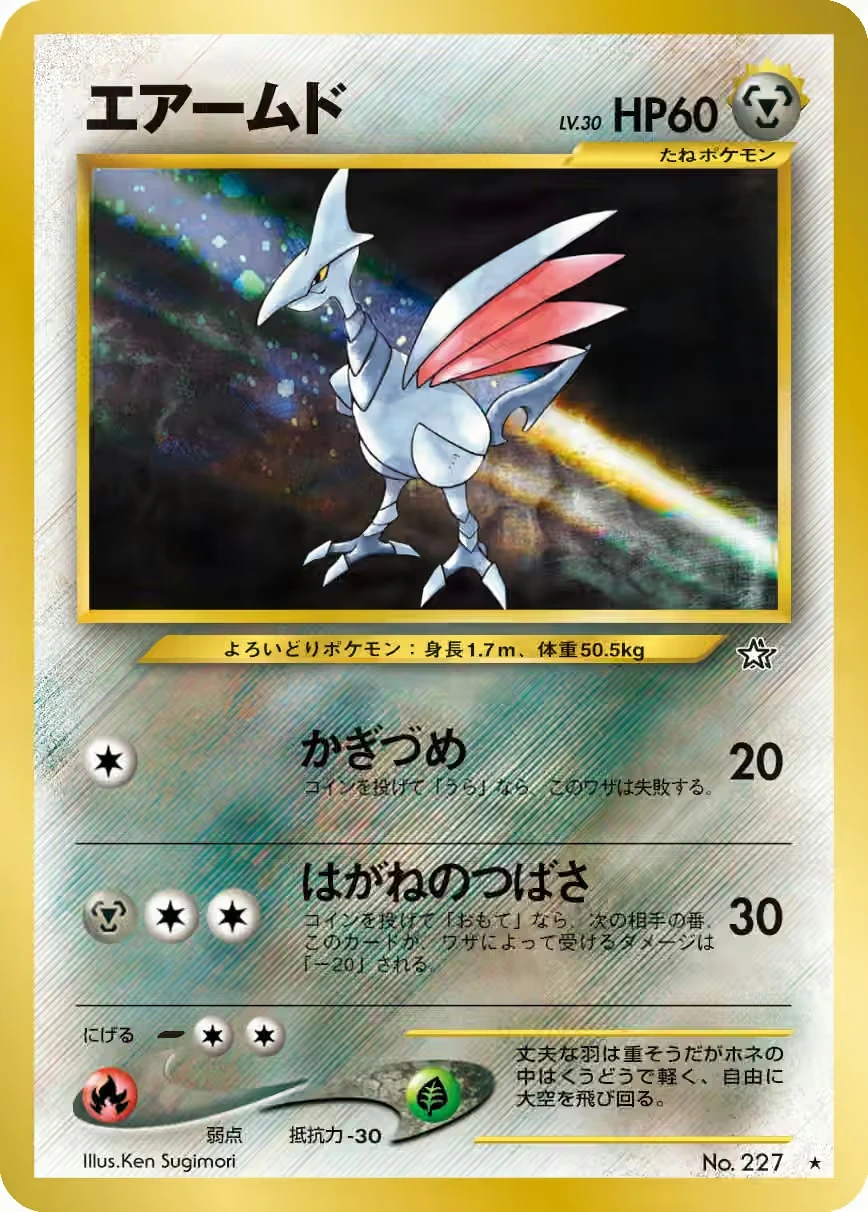 エアームド
LV.30 HP60
たねポケモン
よろいどりポケモン：身長1.7m、体重50.5kg
かぎづめ
20
コインを投げて「うら」なら、このワザは失敗する。
はがねのつばさ
30
コインを投げて「おもて」なら、次の相手の番、
このカードが、ワザによって受けるダメージは
「−20」される。
にげる
丈夫な羽は重そうだがホネの
中はくうどうで軽く、自由に
大空を飛び回る。
弱点
抵抗力 -30
Illus.Ken Sugimori
No. 227 ★